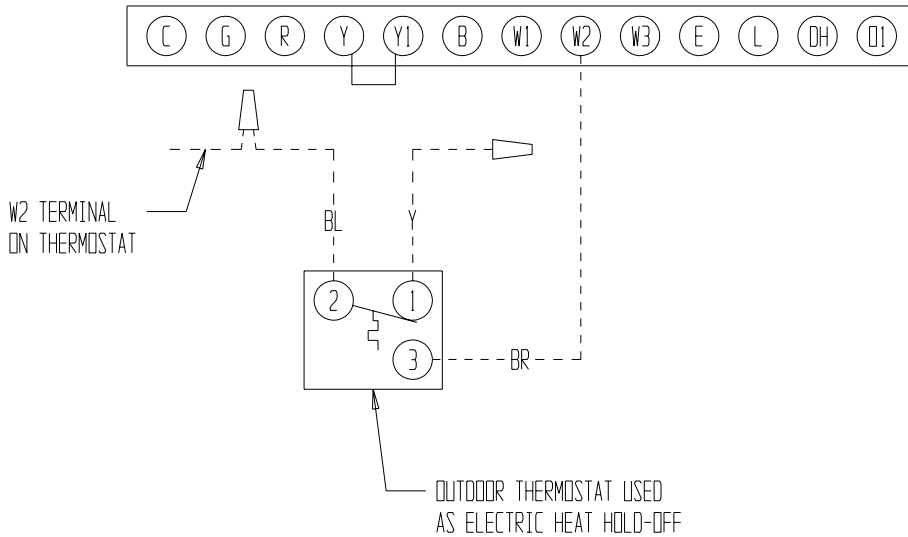 C G R Y Y1 B W1 W2 W3 E L DH O1
W2 TERMINAL
ON THERMOSTAT
BL
Y
2
1
3
BR
OUTDOOR THERMOSTAT USED
AS ELECTRIC HEAT HOLD-OFF